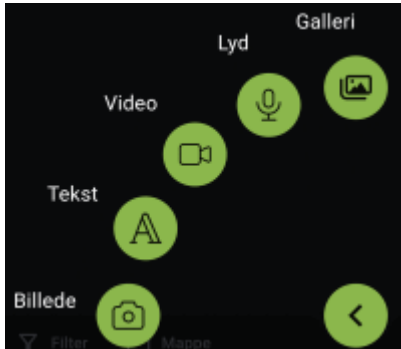 Galleri
Lyd
Video
Tekst
A
Billede
Filter
Mappe